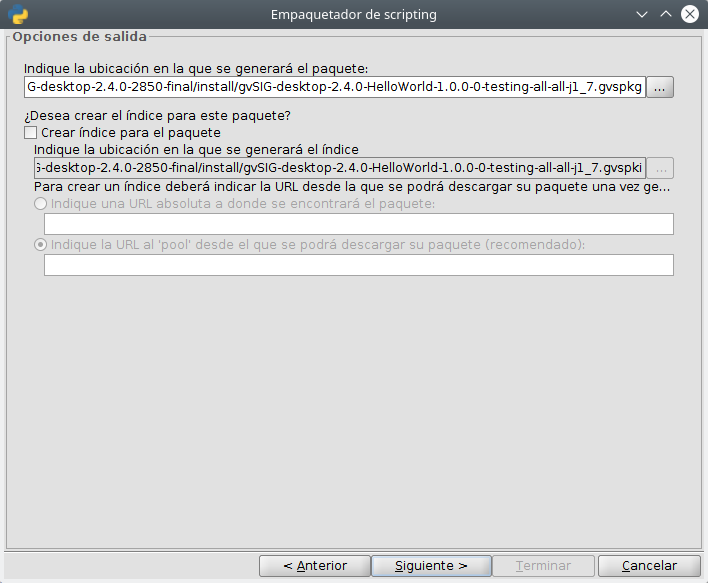 Empaquetador de scripting
Opciones de salida
Indique la ubicación en la que se generará el paquete:
G-desktop-2.4.0-2850-final/install/gvSIG-desktop-2.4.0-HelloWorld-1.0.0-0-testing-all-all-j1_7.gvspkg ...
¿Desea crear el índice para este paquete?
Crear índice para el paquete
Indique la ubicación en la que se generará el índice
G-desktop-2.4.0-2850-final/install/gvSIG-desktop-2.4.0-HelloWorld-1.0.0-0-testing-all-all-j1_7.gvspki ...
Para crear un índice deberá indicar la URL desde la que se podrá descargar su paquete una vez ge...
Indique una URL absoluta a donde se encontrará el paquete:
Indique la URL al 'pool' desde el que se podrá descargar su paquete (recomendado):
< Anterior Siguiente > Terminar Cancelar